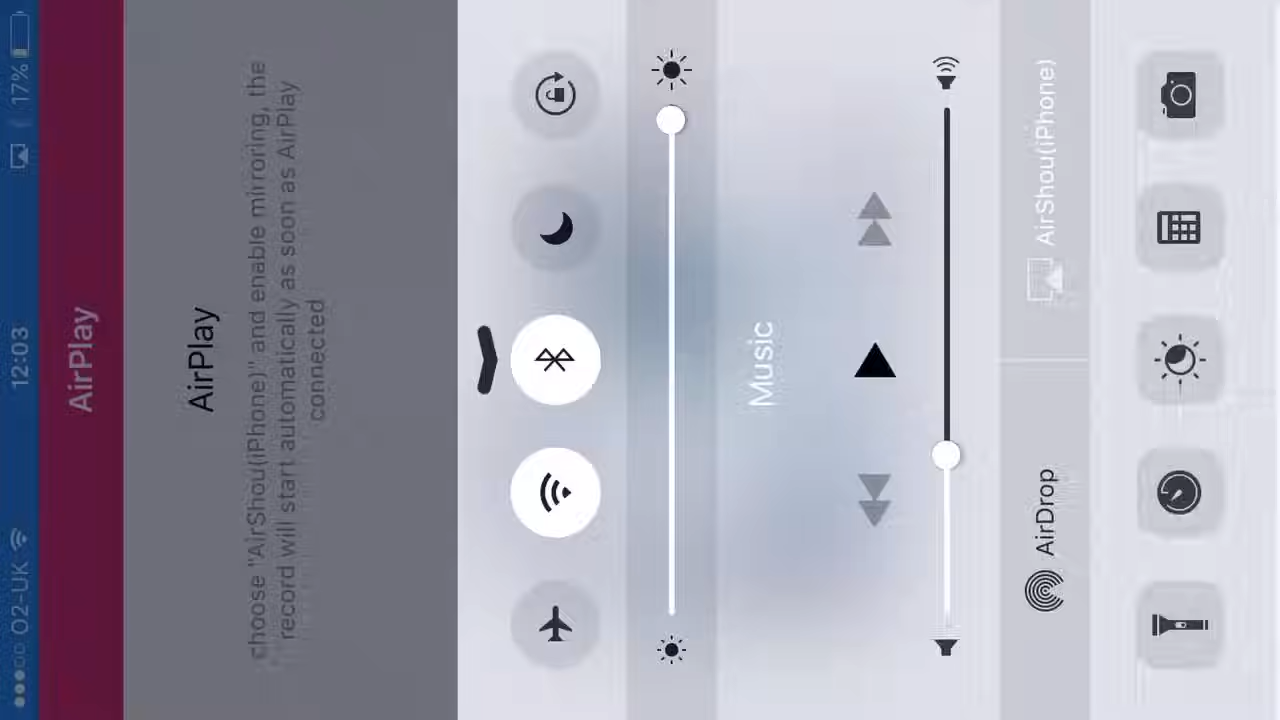 O2-UK 12:03 17%
AirPlay
AirPlay
choose "AirShou(iPhone)" and enable mirroring, the
record will start automatically as soon as AirPlay
connected
Music
AirDrop AirShou(iPhone)